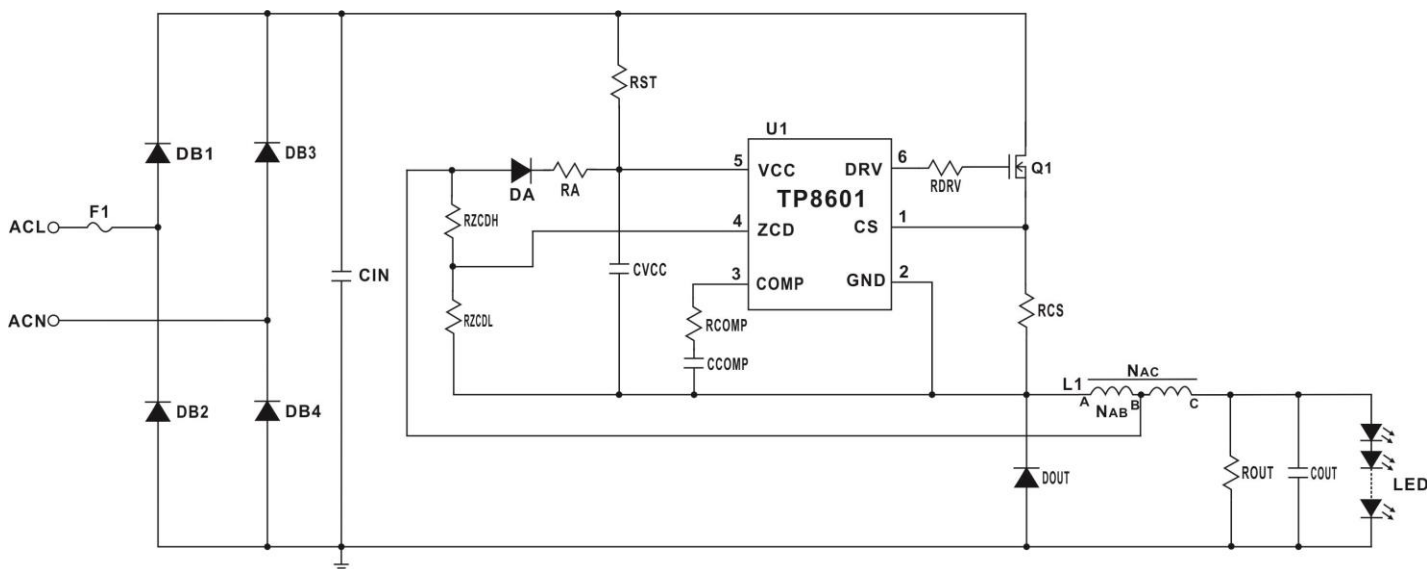 RST
U1
DB1
DB3
5
VCC
DRV
6
RDRV
Q1
DA
RA
TP8601
F1
ACL
RZCDH
4
ZCD
CS
1
CIN
CVCC
3
COMP
GND
2
ACN
RZCDL
RCOMP
RCS
CCOMP
L1
NAC
A
NAB
B
C
DB2
DB4
DOUT
ROUT
COUT
LED